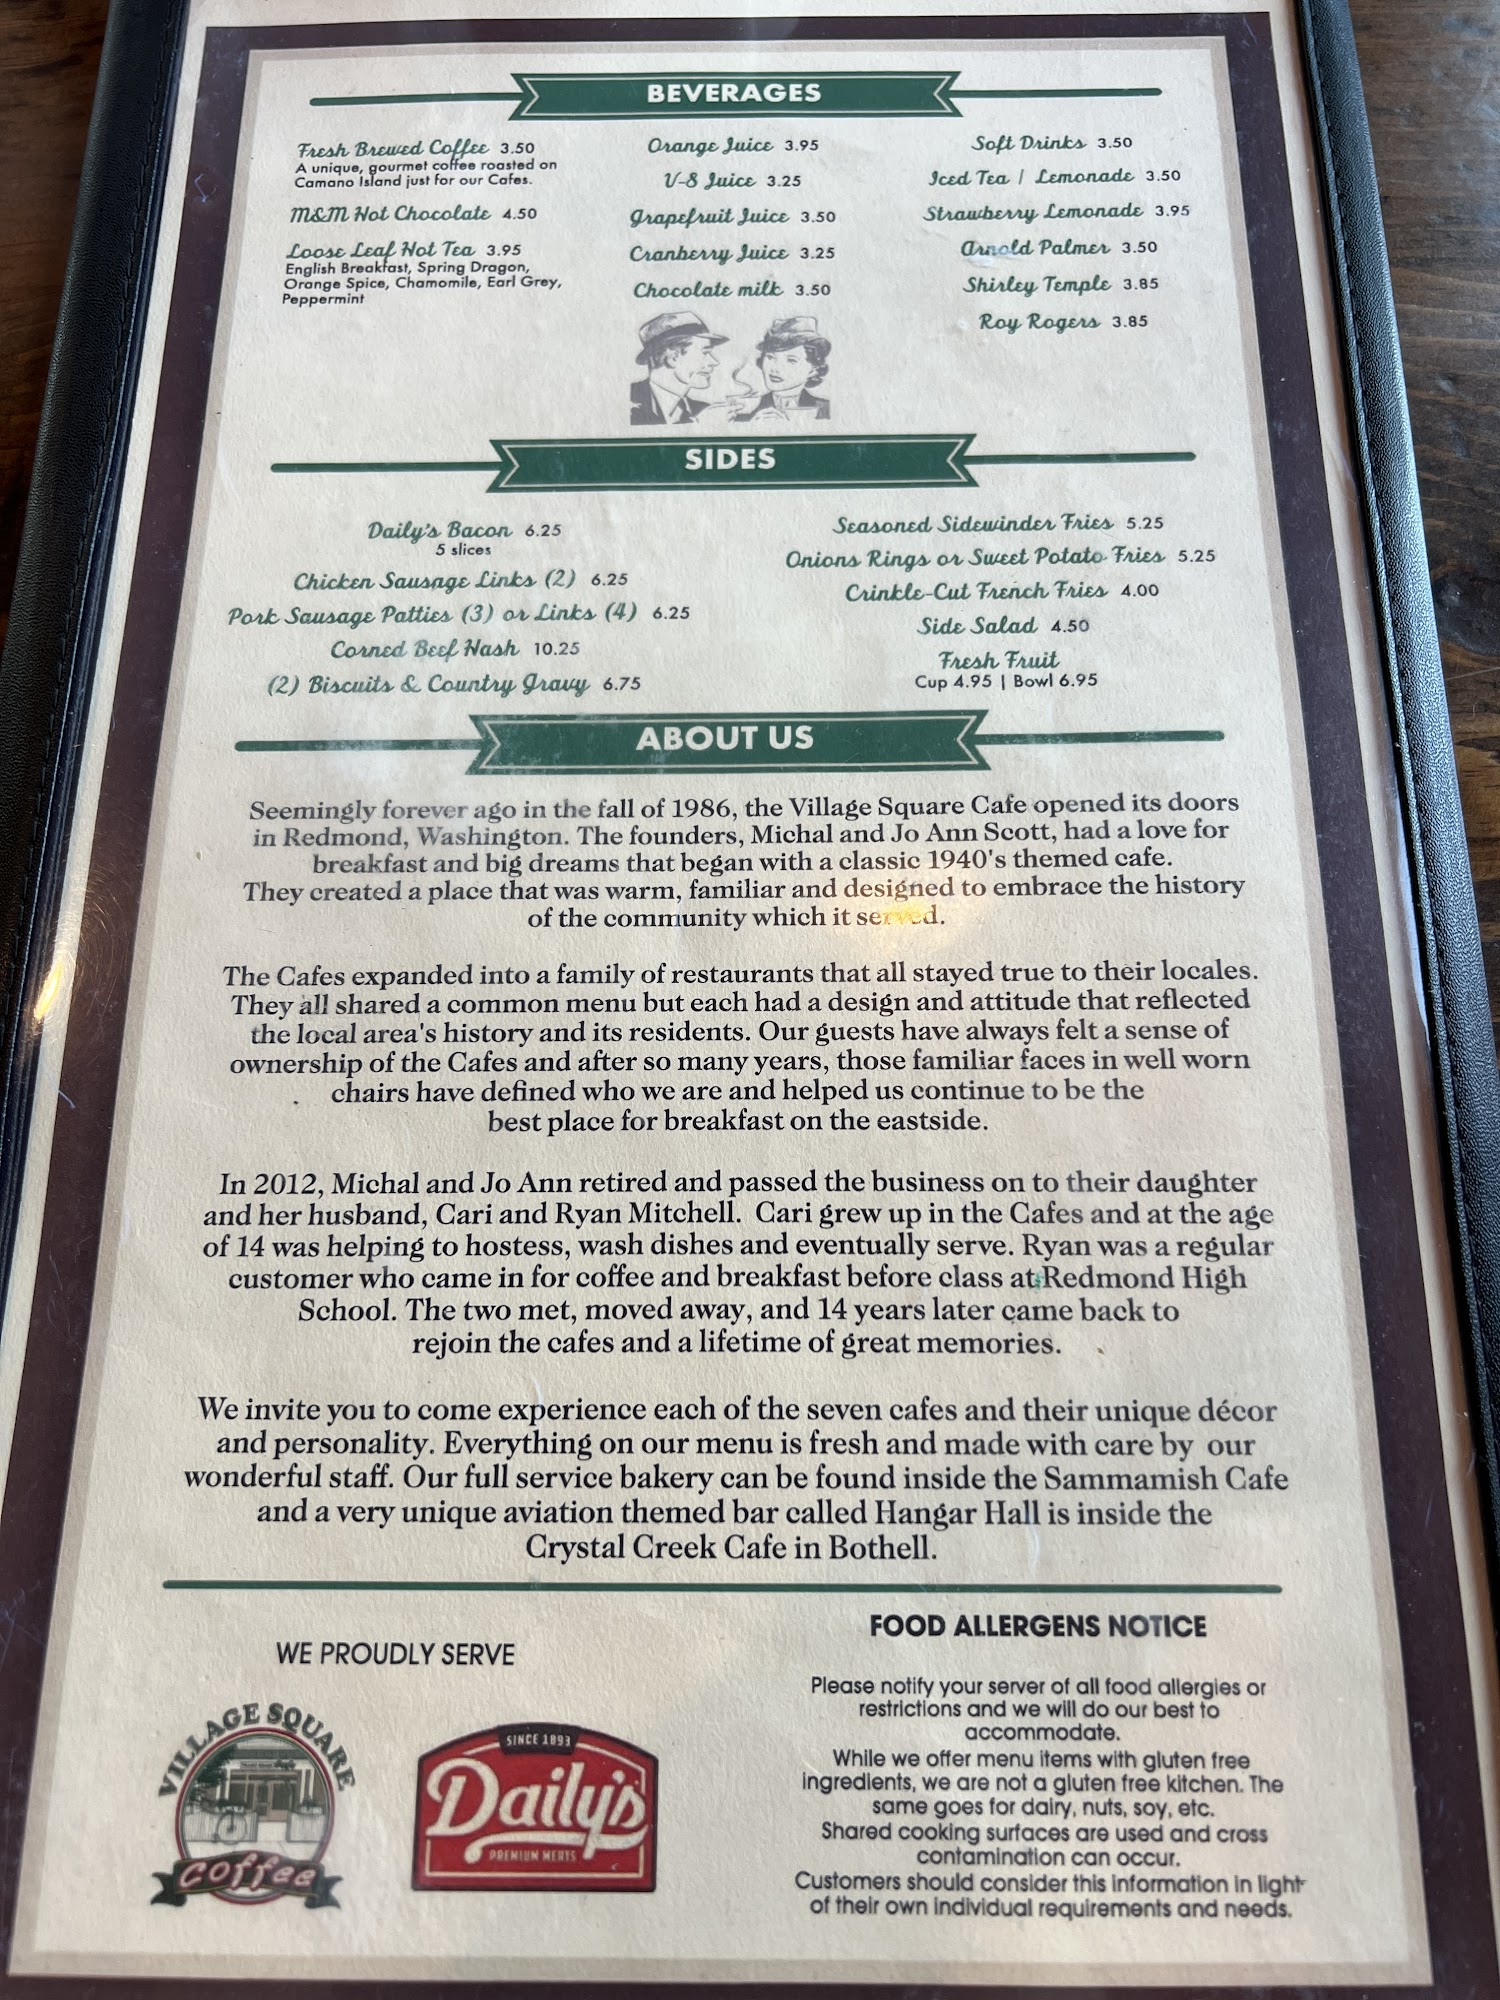 BEVERAGES
Fresh Brewed Coffee 3.50
A unique, gourmet coffee roasted on
Camano Island just for our Cafes.
M&M Hot Chocolate 4.50
Loose Leaf Hot Tea 3.95
English Breakfast, Spring Dragon,
Orange Spice, Chamomile, Earl Grey,
Peppermint
Orange Juice 3.95
V-8 Juice 3.25
Grapefruit Juice 3.50
Cranberry Juice 3.25
Chocolate milk 3.50
Soft Drinks 3.50
Iced Tea | Lemonade 3.50
Strawberry Lemonade 3.95
Arnold Palmer 3.50
Shirley Temple 3.85
Roy Rogers 3.85
SIDES
Daily's Bacon 6.25
5 slices
Chicken Sausage Links (2) 6.25
Pork Sausage Patties (3) or Links (4) 6.25
Corned Beef Hash 10.25
(2) Biscuits & Country Gravy 6.75
Seasoned Sidewinder Fries 5.25
Onions Rings or Sweet Potato Fries 5.25
Crinkle-Cut French Fries 4.00
Side Salad 4.50
Fresh Fruit
Cup 4.95 | Bowl 6.95
ABOUT US
Seemingly forever ago in the fall of 1986, the Village Square Cafe opened its doors
in Redmond, Washington. The founders, Michal and Jo Ann Scott, had a love for
breakfast and big dreams that began with a classic 1940's themed cafe.
They created a place that was warm, familiar and designed to embrace the history
of the community which it served.
The Cafes expanded into a family of restaurants that all stayed true to their locales.
They all shared a common menu but each had a design and attitude that reflected
the local area's history and its residents. Our guests have always felt a sense of
ownership of the Cafes and after so many years, those familiar faces in well worn
chairs have defined who we are and helped us continue to be the
best place for breakfast on the eastside.
In 2012, Michal and Jo Ann retired and passed the business on to their daughter
and her husband, Cari and Ryan Mitchell. Cari grew up in the Cafes and at the age
of 14 was helping to hostess, wash dishes and eventually serve. Ryan was a regular
customer who came in for coffee and breakfast before class at Redmond High
School. The two met, moved away, and 14 years later came back to
rejoin the cafes and a lifetime of great memories.
We invite you to come experience each of the seven cafes and their unique décor
and personality. Everything on our menu is fresh and made with care by our
wonderful staff. Our full service bakery can be found inside the Sammamish Cafe
and a very unique aviation themed bar called Hangar Hall is inside the
Crystal Creek Cafe in Bothell.
WE PROUDLY SERVE
VILLAGE SQUARE
coffee
SINCE 1893
Daily's
PREMIUM MEATS
FOOD ALLERGENS NOTICE
Please notify your server of all food allergies or
restrictions and we will do our best to
accommodate.
While we offer menu items with gluten free
ingredients, we are not a gluten free kitchen. The
same goes for dairy, nuts, soy, etc.
Shared cooking surfaces are used and cross
contamination can occur.
Customers should consider this information in light
of their own individual requirements and needs.